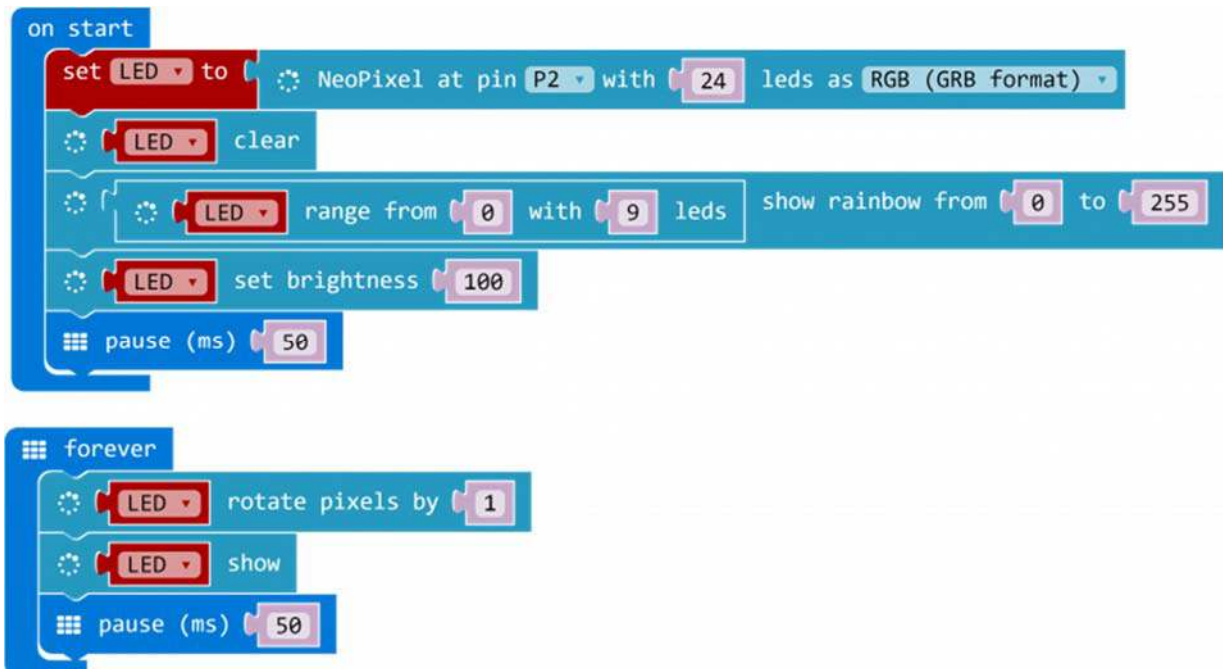 on start
set LED to NeoPixel at pin P2 with 24 leds as RGB (GRB format)
LED clear
LED range from 0 with 9 leds show rainbow from 0 to 255
LED set brightness 100
pause (ms) 50
forever
LED rotate pixels by 1
LED show
pause (ms) 50